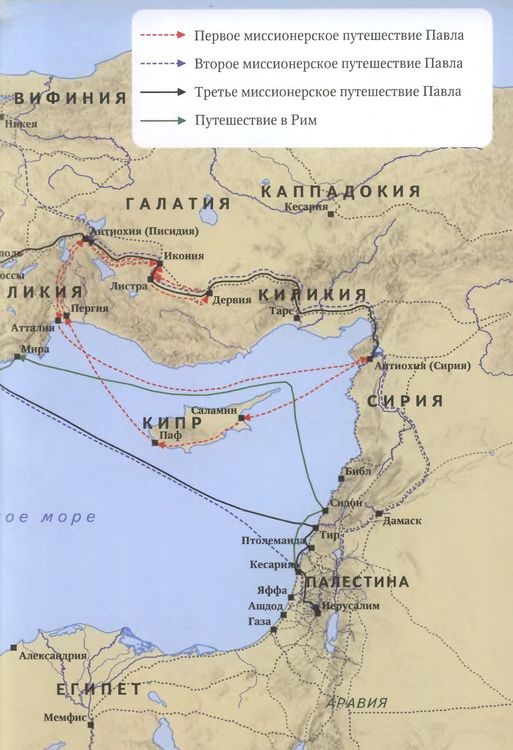 Первое миссионерское путешествие Павла
Второе миссионерское путешествие Павла
Третье миссионерское путешествие Павла
Путешествие в Рим
ВИФИНИЯ
Никея
ГАЛАТИЯ
КАППАДОКИЯ
Кесария
Антиохия (Писидия)
Икония
Листра
Дервия
КИЛИКИЯ
Тарс
ЛИКИЯ
Пергия
Атталия
Мира
Антиохия (Сирия)
СИРИЯ
Саламин
КИПР
Паф
Библ
Сидон
ое море
Дамаск
Тир
Птолемаида
Кесария
ПАЛЕСТИНА
Яффа
Ашдод
Иерусалим
Газа
Александрия
ЕГИПЕТ
АРАВИЯ
Мемфис